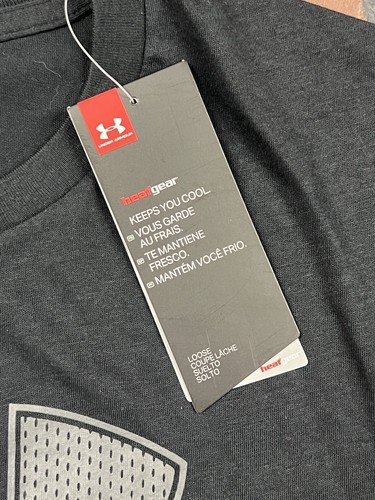 UNDER ARMOUR
heatgear
KEEPS YOU COOL.
VOUS GARDE
AU FRAIS.
TE MANTIENE
FRESCO.
MANTÉM VOCÊ FRIO.
LOOSE
COUPE LÂCHE
SUELTO
SOLTO
heatgear